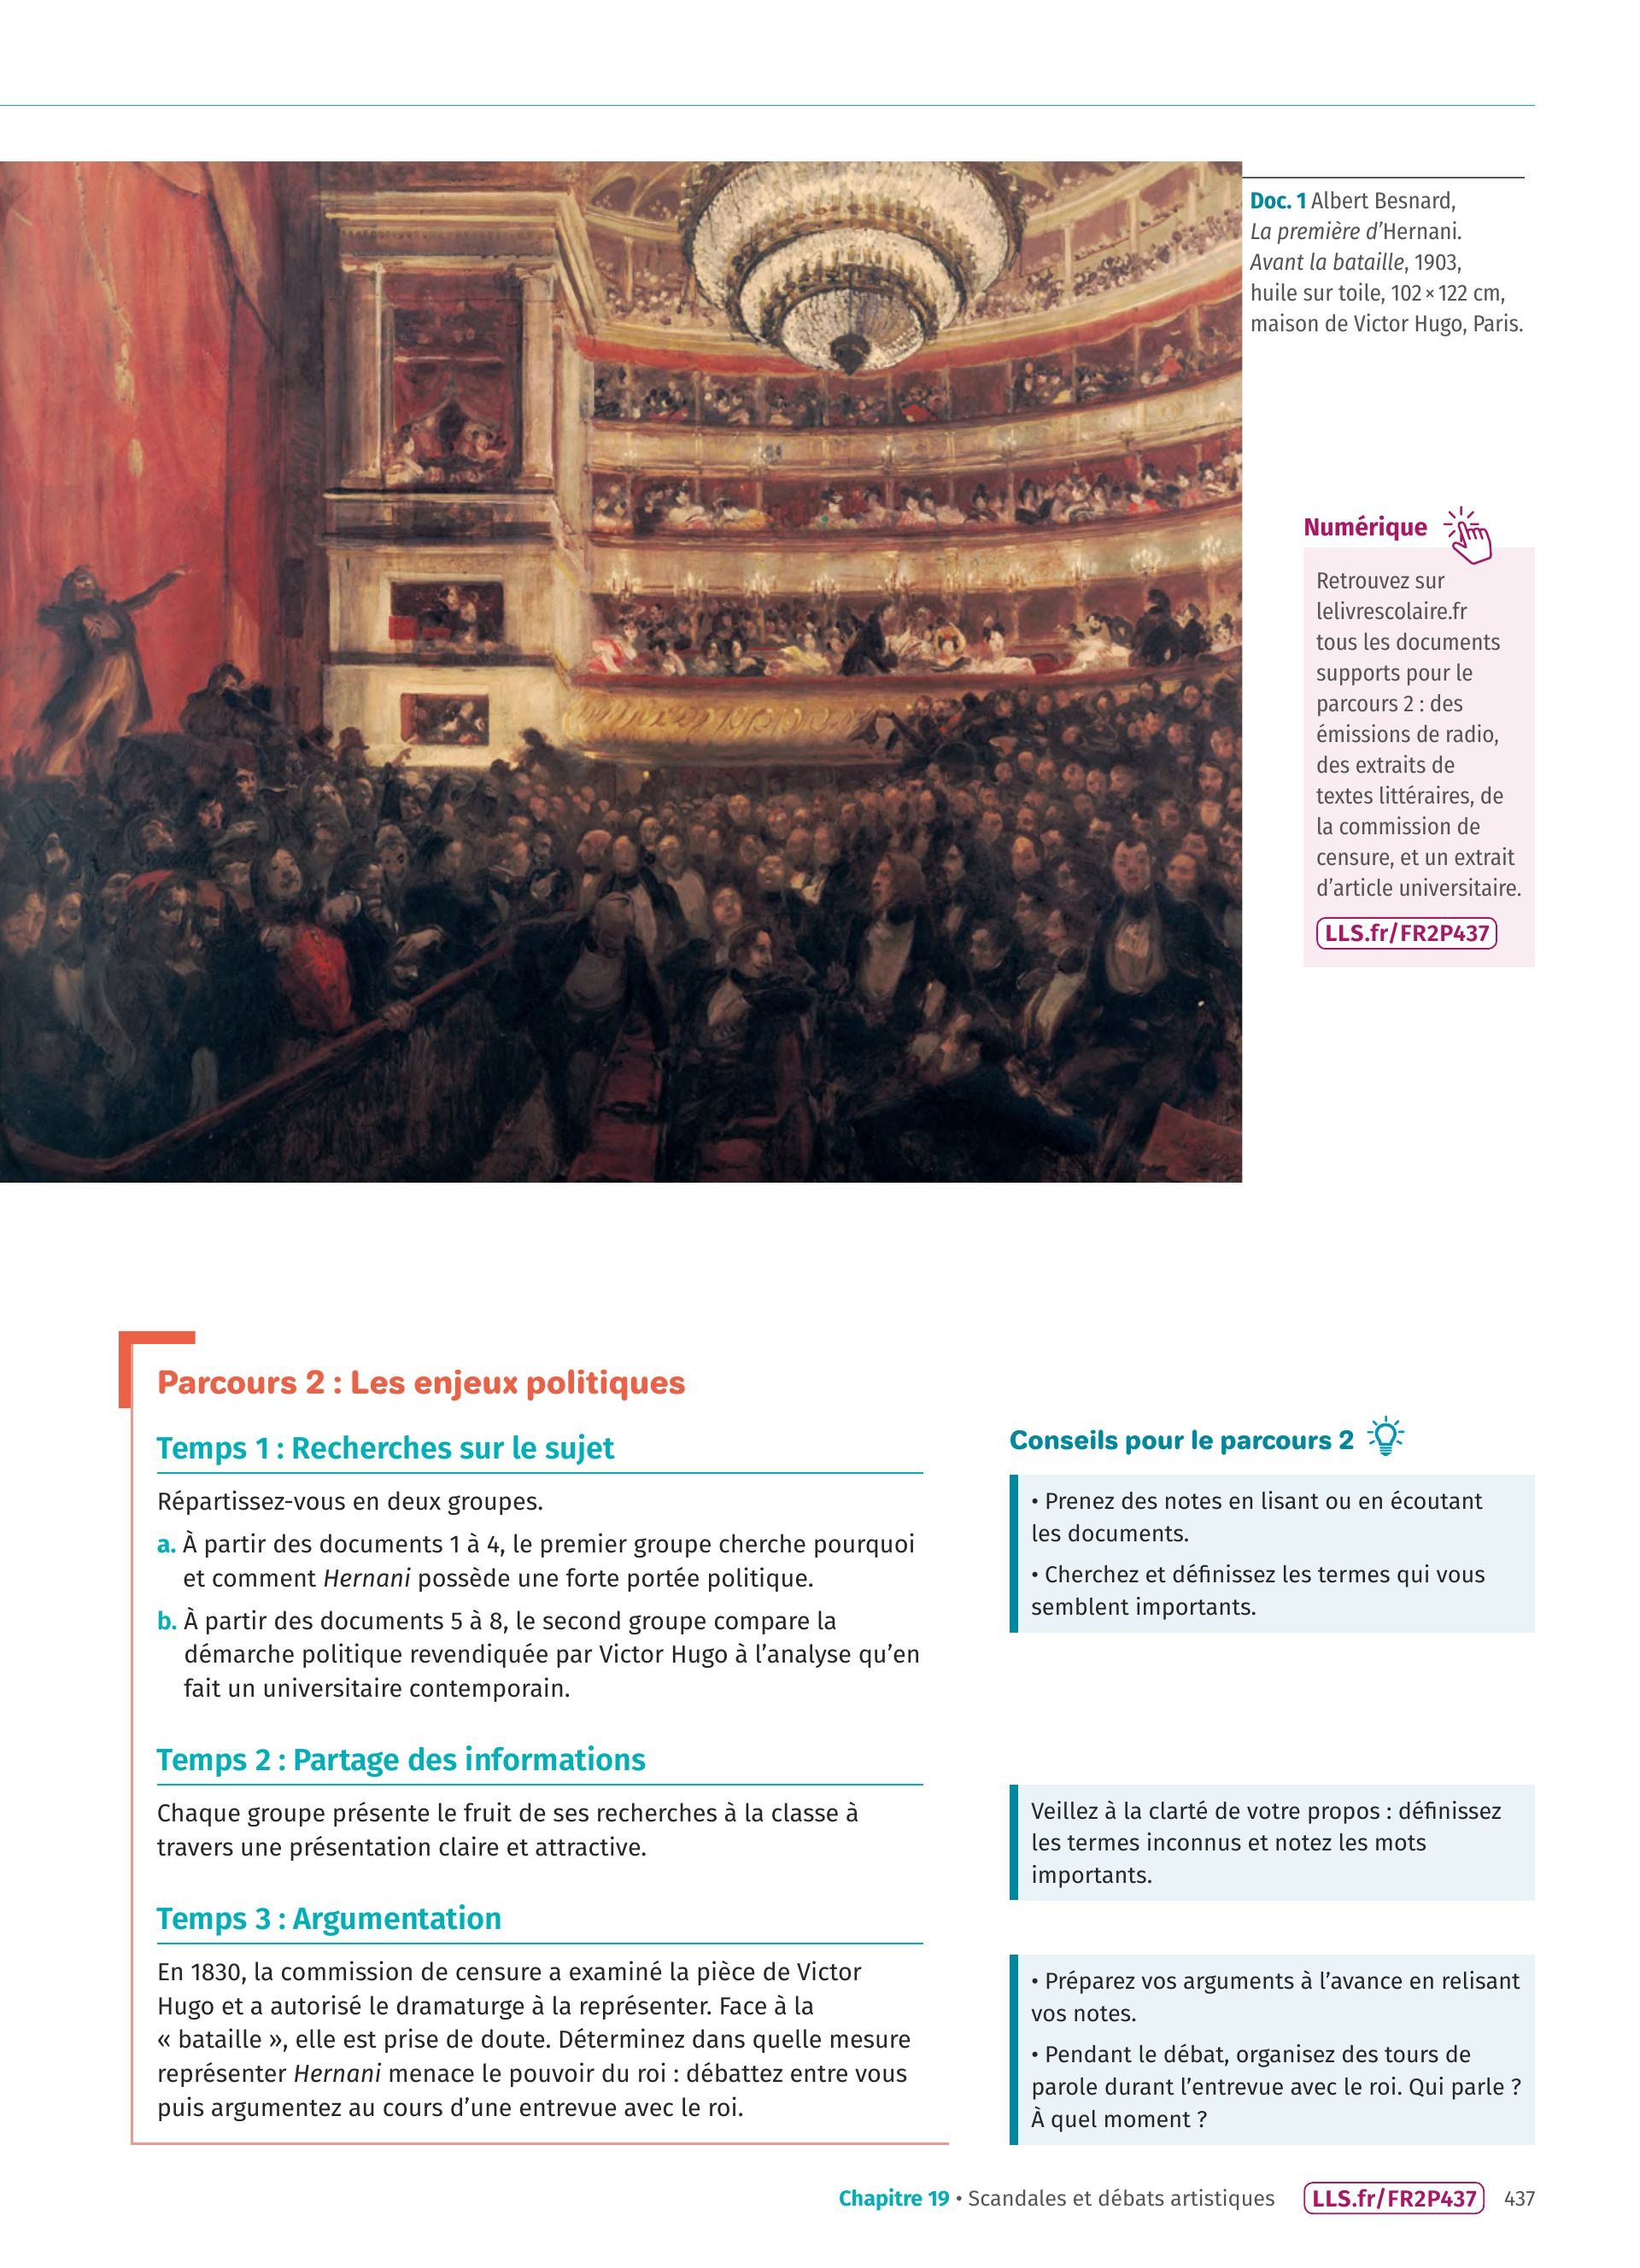 Doc. 1 Albert Besnard,
La première d’Hernani.
Avant la bataille, 1903,
huile sur toile, 102 × 122 cm,
maison de Victor Hugo, Paris.
Numérique
Retrouvez sur
lelivrescolaire.fr
tous les documents
supports pour le
parcours 2 : des
émissions de radio,
des extraits de
textes littéraires, de
la commission de
censure, et un extrait
d’article universitaire.
LLS.fr/FR2P437
Parcours 2 : Les enjeux politiques
Temps 1 : Recherches sur le sujet
Répartissez-vous en deux groupes.
a. À partir des documents 1 à 4, le premier groupe cherche pourquoi
et comment Hernani possède une forte portée politique.
b. À partir des documents 5 à 8, le second groupe compare la
démarche politique revendiquée par Victor Hugo à l’analyse qu’en
fait un universitaire contemporain.
Temps 2 : Partage des informations
Chaque groupe présente le fruit de ses recherches à la classe à
travers une présentation claire et attractive.
Temps 3 : Argumentation
En 1830, la commission de censure a examiné la pièce de Victor
Hugo et a autorisé le dramaturge à la représenter. Face à la
« bataille », elle est prise de doute. Déterminez dans quelle mesure
représenter Hernani menace le pouvoir du roi : débattez entre vous
puis argumentez au cours d’une entrevue avec le roi.
Conseils pour le parcours 2
• Prenez des notes en lisant ou en écoutant
les documents.
• Cherchez et définissez les termes qui vous
semblent importants.
Veillez à la clarté de votre propos : définissez
les termes inconnus et notez les mots
importants.
• Préparez vos arguments à l’avance en relisant
vos notes.
• Pendant le débat, organisez des tours de
parole durant l’entrevue avec le roi. Qui parle ?
À quel moment ?
Chapitre 19 • Scandales et débats artistiques LLS.fr/FR2P437 437